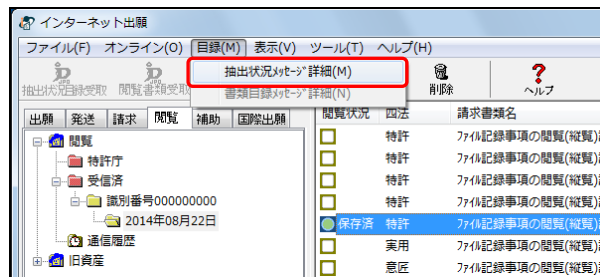 インターネット出願
ファイル(F) オンライン(O) 目録(M) 表示(V) ツール(T) ヘルプ(H)
抽出状況ﾒｯｾｰｼﾞ詳細(M)
書類目録ﾒｯｾｰｼﾞ詳細(N)
抽出状況目録受取 閲覧書類受取 削除 ヘルプ
出願 発送 請求 閲覧 補助 国際出願
閲覧
特許庁
受信済
識別番号000000000
2014年08月22日
通信履歴
旧資産
閲覧状況 四法 請求書類名
特許 ﾌｧｲﾙ記録事項の閲覧(縦覧)
特許 ﾌｧｲﾙ記録事項の閲覧(縦覧)
特許 ﾌｧｲﾙ記録事項の閲覧(縦覧)
特許 ﾌｧｲﾙ記録事項の閲覧(縦覧)
保存済 特許 ﾌｧｲﾙ記録事項の閲覧(縦覧)
実用 ﾌｧｲﾙ記録事項の閲覧(縦覧)
意匠 ﾌｧｲﾙ記録事項の閲覧(縦覧)